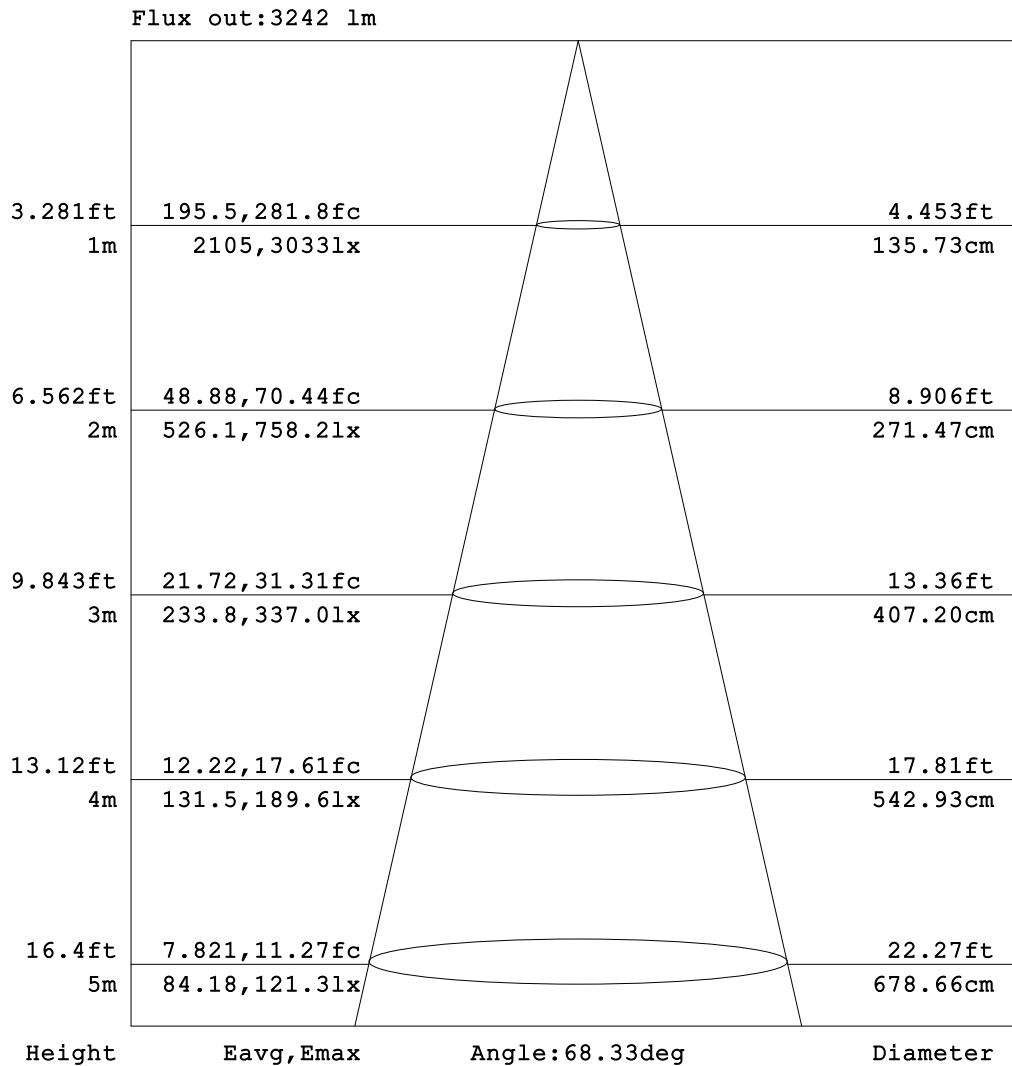 Flux out:3242 lm
3.281ft 195.5,281.8fc 4.453ft
1m 2105,3033lx 135.73cm
6.562ft 48.88,70.44fc 8.906ft
2m 526.1,758.2lx 271.47cm
9.843ft 21.72,31.31fc 13.36ft
3m 233.8,337.0lx 407.20cm
13.12ft 12.22,17.61fc 17.81ft
4m 131.5,189.6lx 542.93cm
16.4ft 7.821,11.27fc 22.27ft
5m 84.18,121.3lx 678.66cm
Height Eavg,Emax Angle:68.33deg Diameter